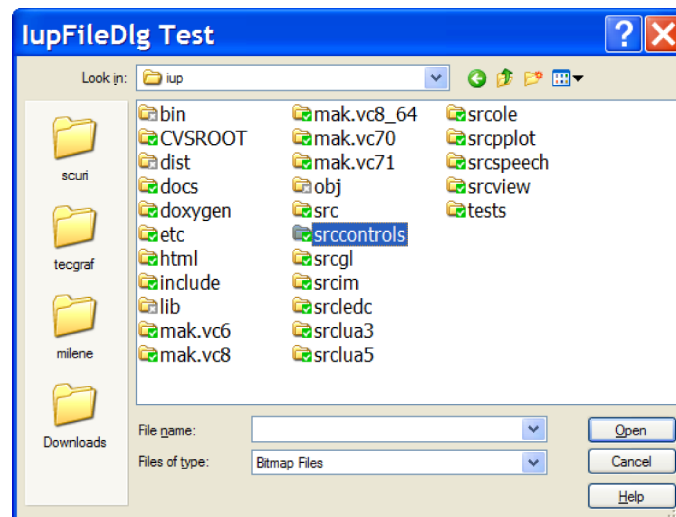 IupFileDlg Test
Look in: iup
scuri
tecgraf
milene
Downloads
bin
CVSROOT
dist
docs
doxygen
etc
html
include
lib
mak.vc6
mak.vc8
mak.vc8_64
mak.vc70
mak.vc71
obj
src
srccontrols
srcgl
srcim
srcledc
srclua3
srclua5
srcole
srcpplot
srcspeech
srcview
tests
File name:
Open
Files of type: Bitmap Files
Cancel
Help